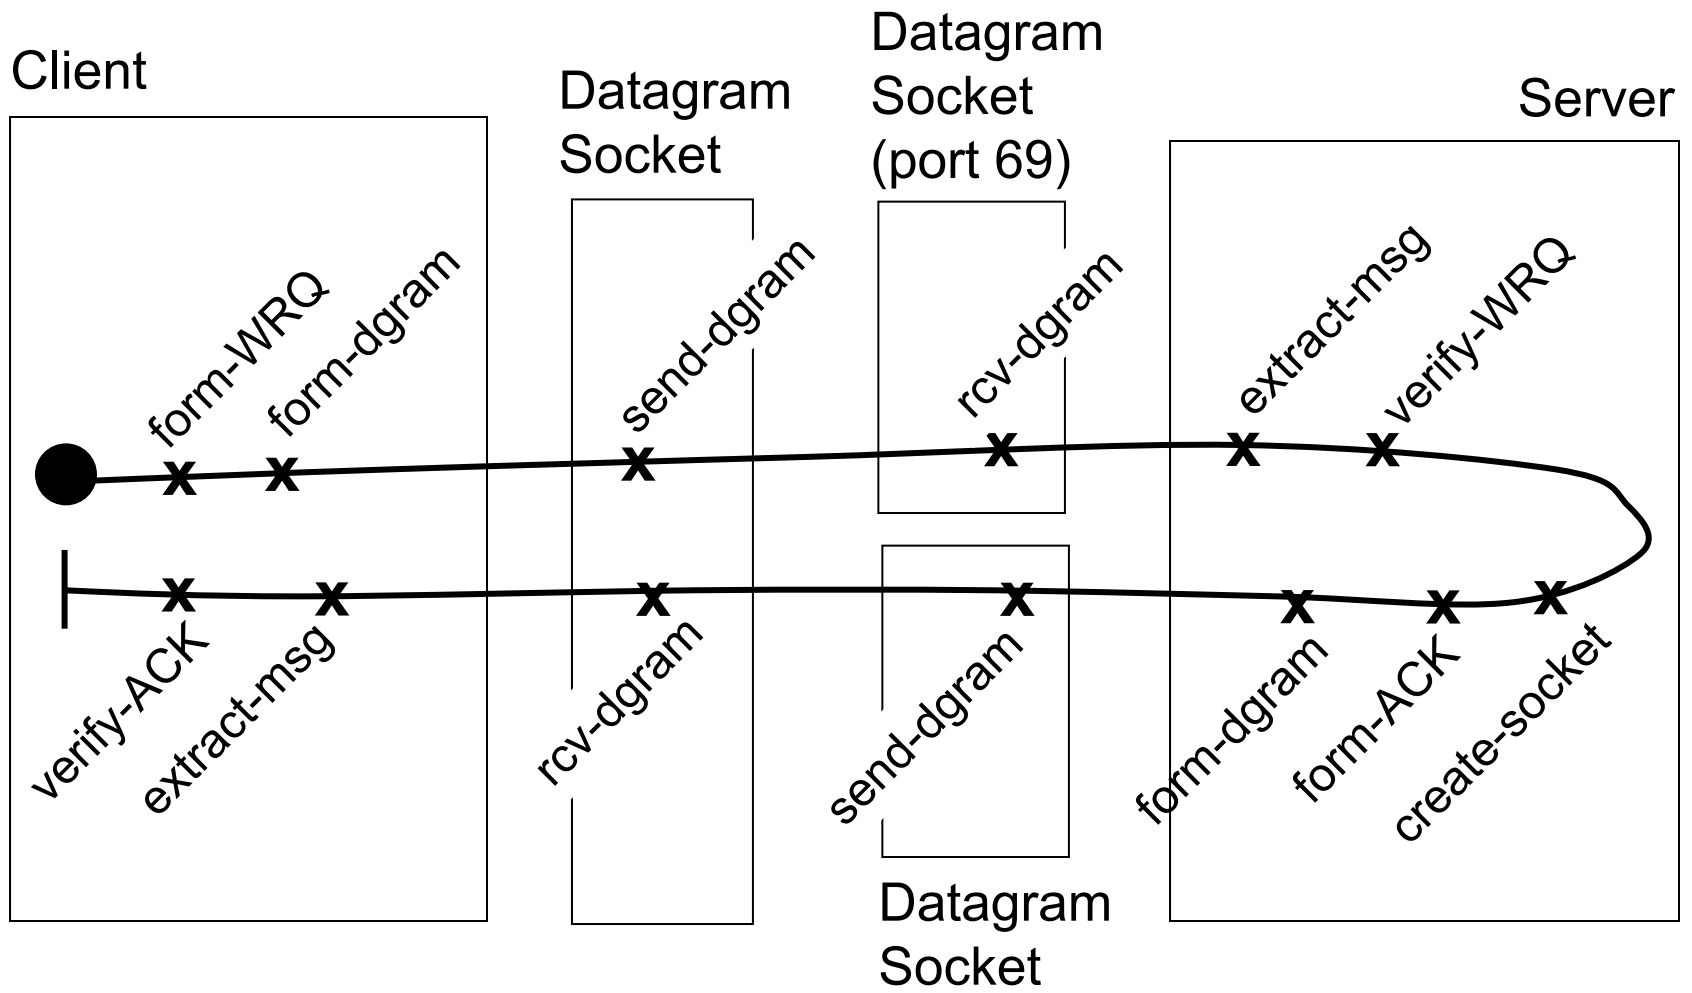 Client
Datagram
Socket
Datagram
Socket
(port 69)
Server
form-WRQ
form-dgram
send-dgram
rcv-dgram
extract-msg
verify-WRQ
x
x
x
x
x
x
x
x
x
x
x
x
x
verify-ACK
extract-msg
rcv-dgram
send-dgram
form-dgram
form-ACK
create-socket
Datagram
Socket